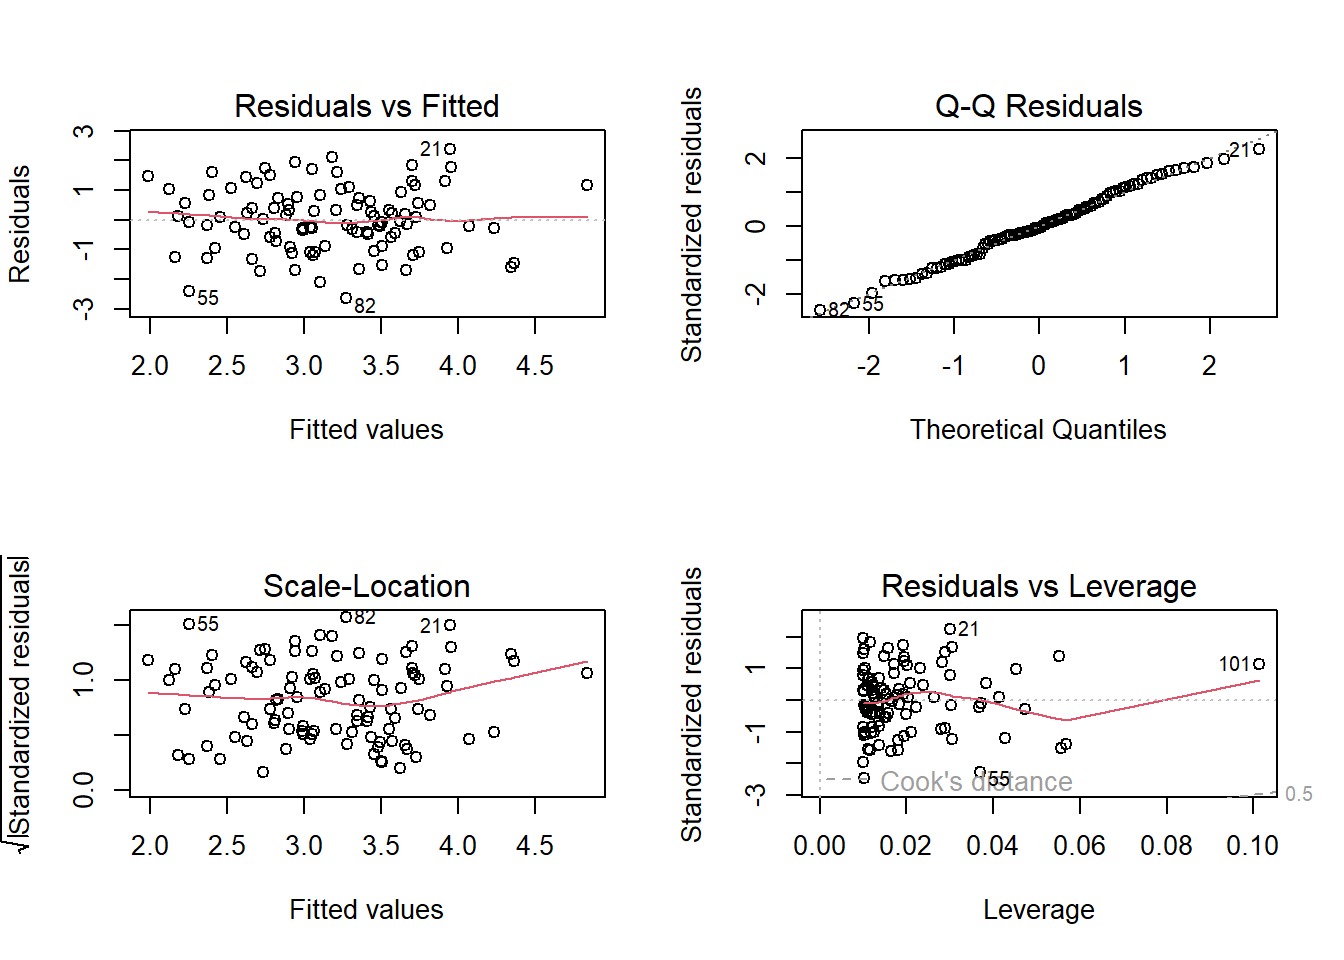 Residuals vs Fitted
Residuals
3
1
-1
-3
21
55
82
2.0 2.5 3.0 3.5 4.0 4.5
Fitted values
Q-Q Residuals
Standardized residuals
2
0
-2
21
82 55
-2 -1 0 1 2
Theoretical Quantiles
Scale-Location
√|Standardized residuals|
1.0
0.0
55
82
21
2.0 2.5 3.0 3.5 4.0 4.5
Fitted values
Residuals vs Leverage
Standardized residuals
1
-1
-3
21
101
55
Cook's distance
0.5
0.00 0.02 0.04 0.06 0.08 0.10
Leverage